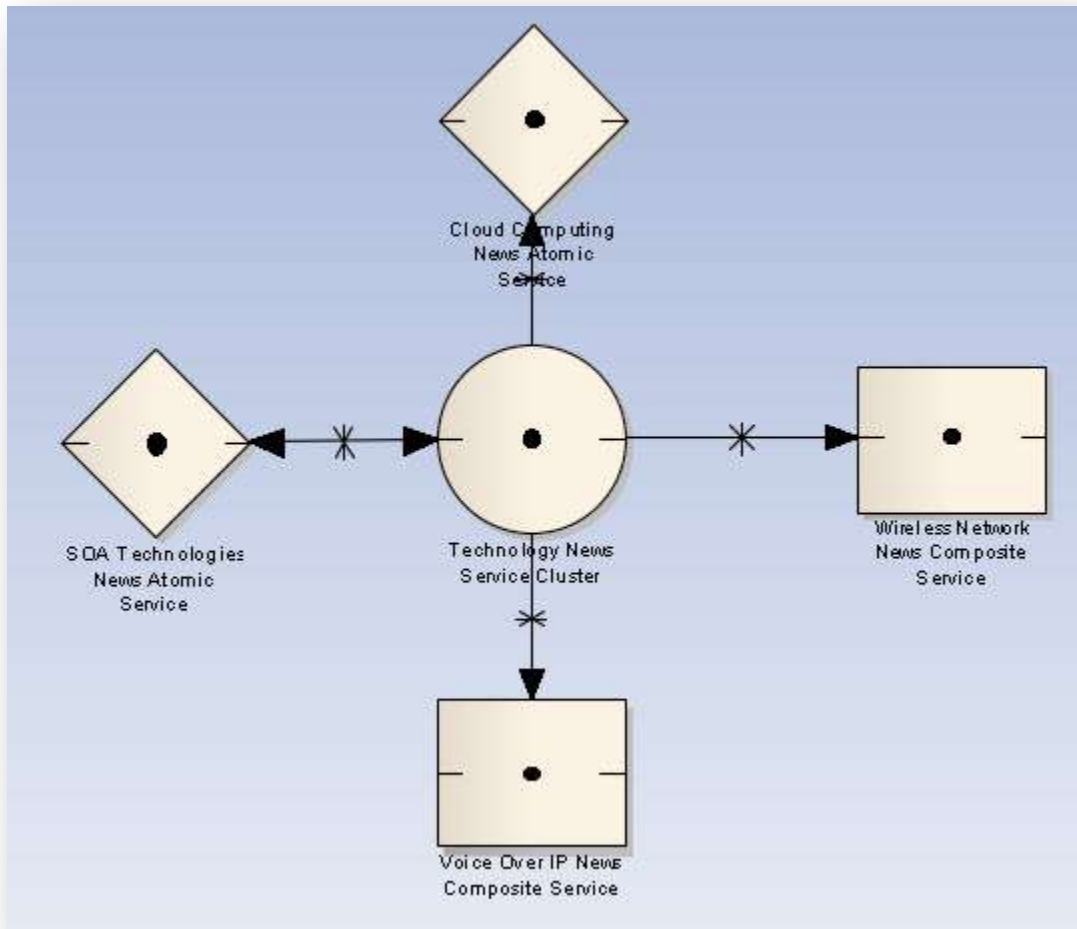 Cloud Computing
News Atomic
Service
SOA Technologies
News Atomic
Service
Technology News
Service Cluster
Wireless Network
News Composite
Service
Voice Over IP News
Composite Service